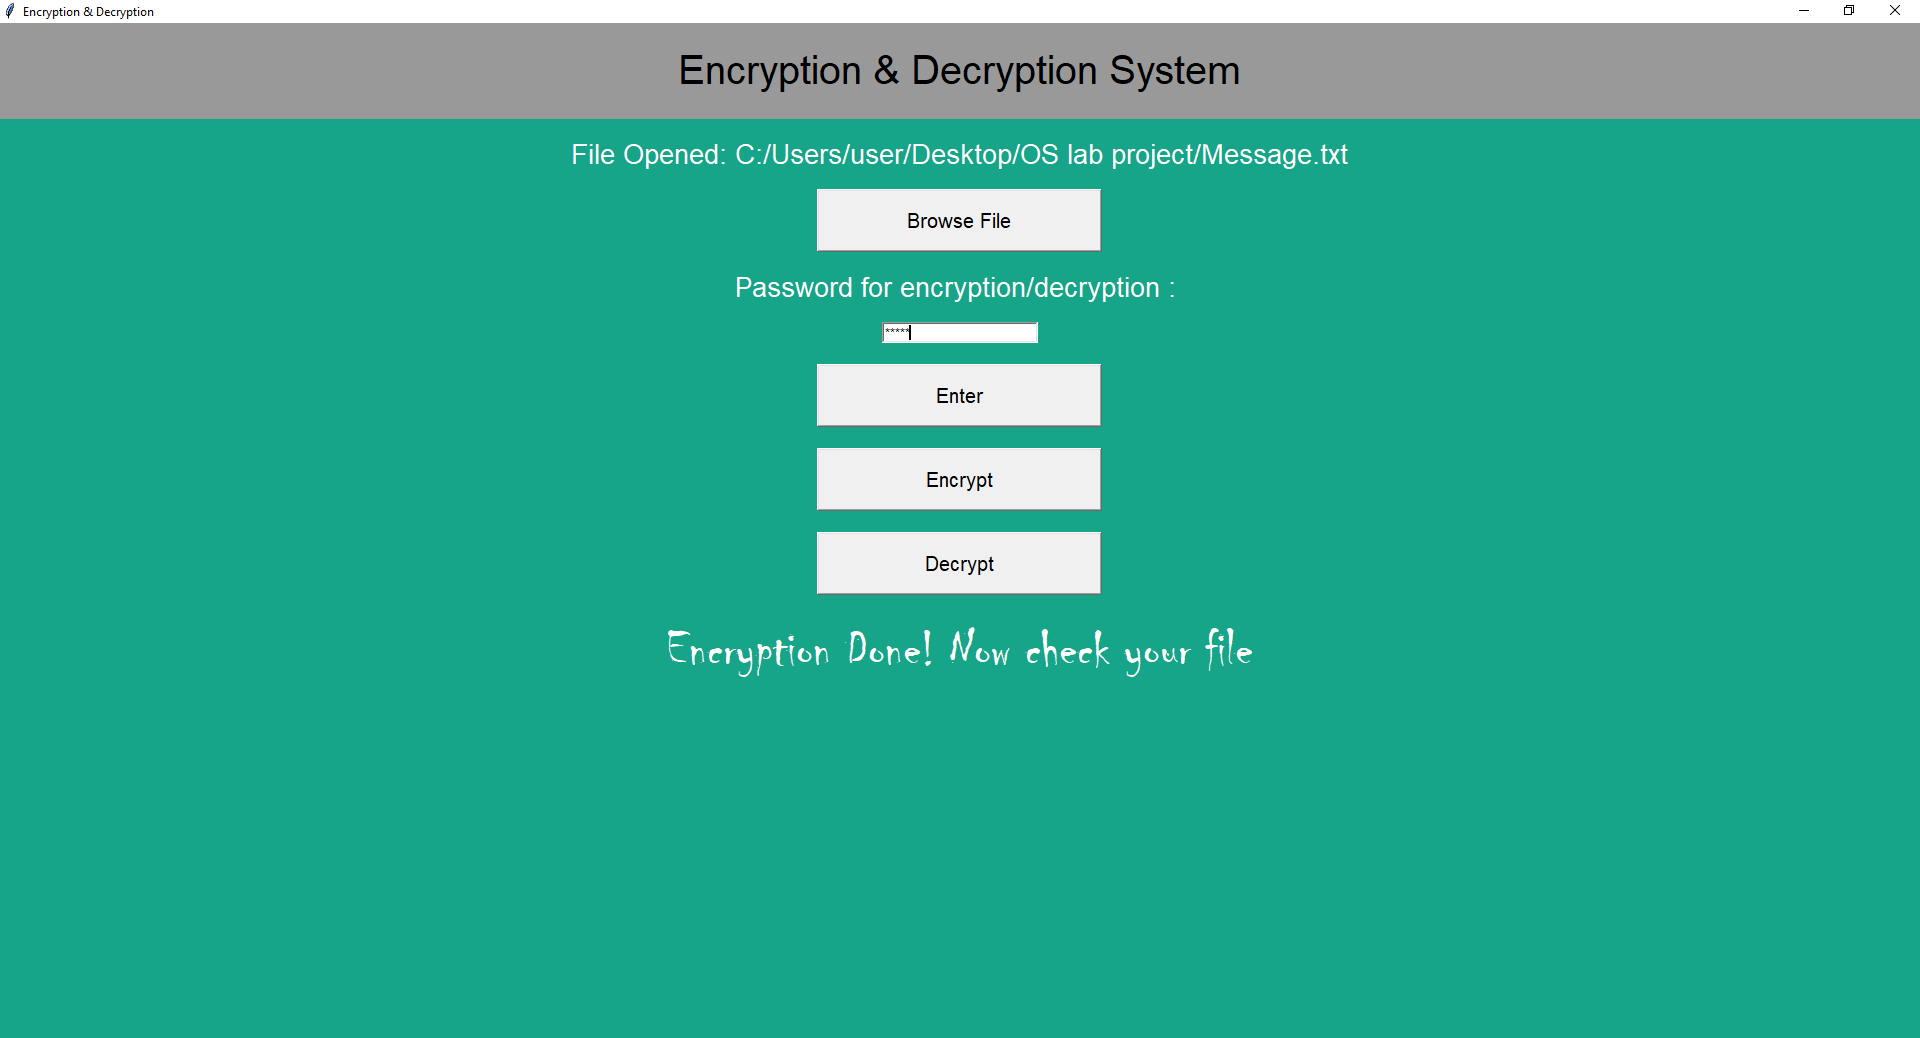 Encryption & Decryption
Encryption & Decryption System
File Opened: C:/Users/user/Desktop/OS lab project/Message.txt
Browse File
Password for encryption/decryption :
*****
Enter
Encrypt
Decrypt
Encryption Done! Now check your file